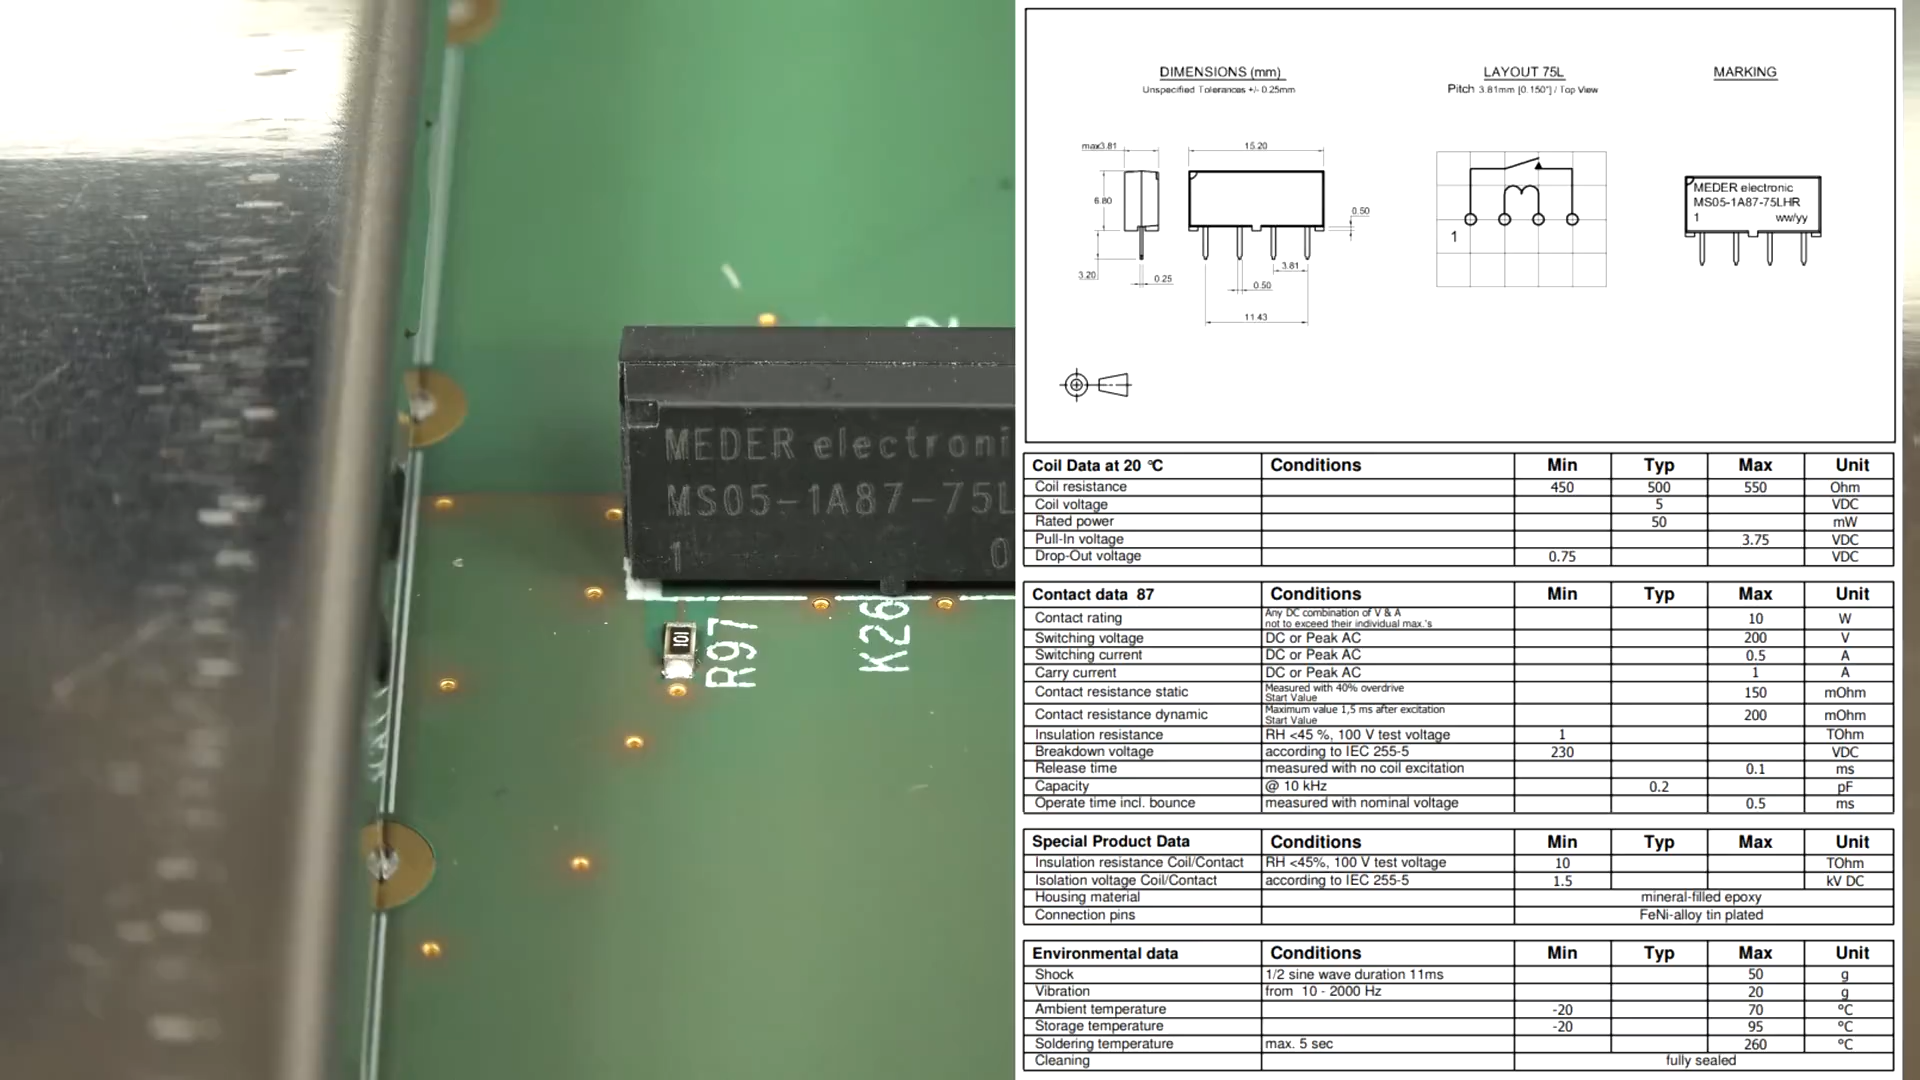 MEDER electroni
MS05-1A87-75L
1 0
101
R97
K26
DIMENSIONS (mm)
Unspecified Tolerances +/- 0.25mm
LAYOUT 75L
Pitch 3.81mm [0.150"] / Top View
MARKING
max3.81
15.20
6.80
0.50
3.20
0.25
3.81
0.50
11.43
1
MEDER electronic
MS05-1A87-75LHR
1 ww/yy
Coil Data at 20 °C Conditions Min Typ Max Unit
Coil resistance 450 500 550 Ohm
Coil voltage 5 VDC
Rated power 50 mW
Pull-In voltage 3.75 VDC
Drop-Out voltage 0.75 VDC
Contact data 87 Conditions Min Typ Max Unit
Contact rating Any DC combination of V & A
not to exceed their individual max.'s 10 W
Switching voltage DC or Peak AC 200 V
Switching current DC or Peak AC 0.5 A
Carry current DC or Peak AC 1 A
Contact resistance static Measured with 40% overdrive
Start Value 150 mOhm
Contact resistance dynamic Maximum value 1,5 ms after excitation
Start Value 200 mOhm
Insulation resistance RH <45 %, 100 V test voltage 1 TOhm
Breakdown voltage according to IEC 255-5 230 VDC
Release time measured with no coil excitation 0.1 ms
Capacity @ 10 kHz 0.2 pF
Operate time incl. bounce measured with nominal voltage 0.5 ms
Special Product Data Conditions Min Typ Max Unit
Insulation resistance Coil/Contact RH <45%, 100 V test voltage 10 TOhm
Isolation voltage Coil/Contact according to IEC 255-5 1.5 kV DC
Housing material mineral-filled epoxy
Connection pins FeNi-alloy tin plated
Environmental data Conditions Min Typ Max Unit
Shock 1/2 sine wave duration 11ms 50 g
Vibration from 10 - 2000 Hz 20 g
Ambient temperature -20 70 °C
Storage temperature -20 95 °C
Soldering temperature max. 5 sec 260 °C
Cleaning fully sealed